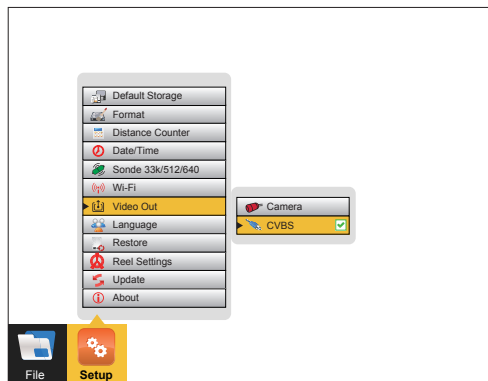 Default Storage
Format
Distance Counter
Date/Time
Sonde 33k/512/640
Wi-Fi
Video Out
Language
Restore
Reel Settings
Update
About
Camera
CVBS
File
Setup